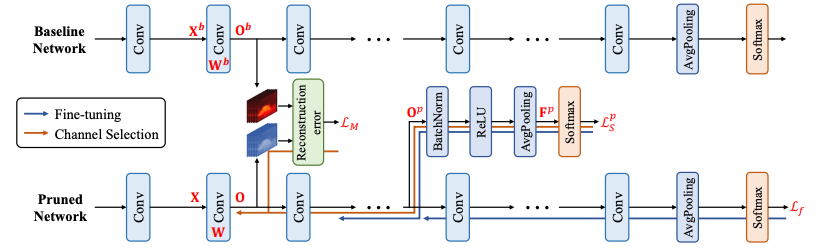 Baseline
Network
Conv
X^b
Conv
W^b
O^b
Conv
• • •
Conv
• • •
Conv
AvgPooling
Softmax
Fine-tuning
Channel Selection
Reconstruction
error
ℒ_M
O^p
BatchNorm
ReLU
AvgPooling
F^p
Softmax
ℒ_S^p
Pruned
Network
Conv
X
Conv
W
O
Conv
• • •
Conv
• • •
Conv
AvgPooling
Softmax
ℒ_f